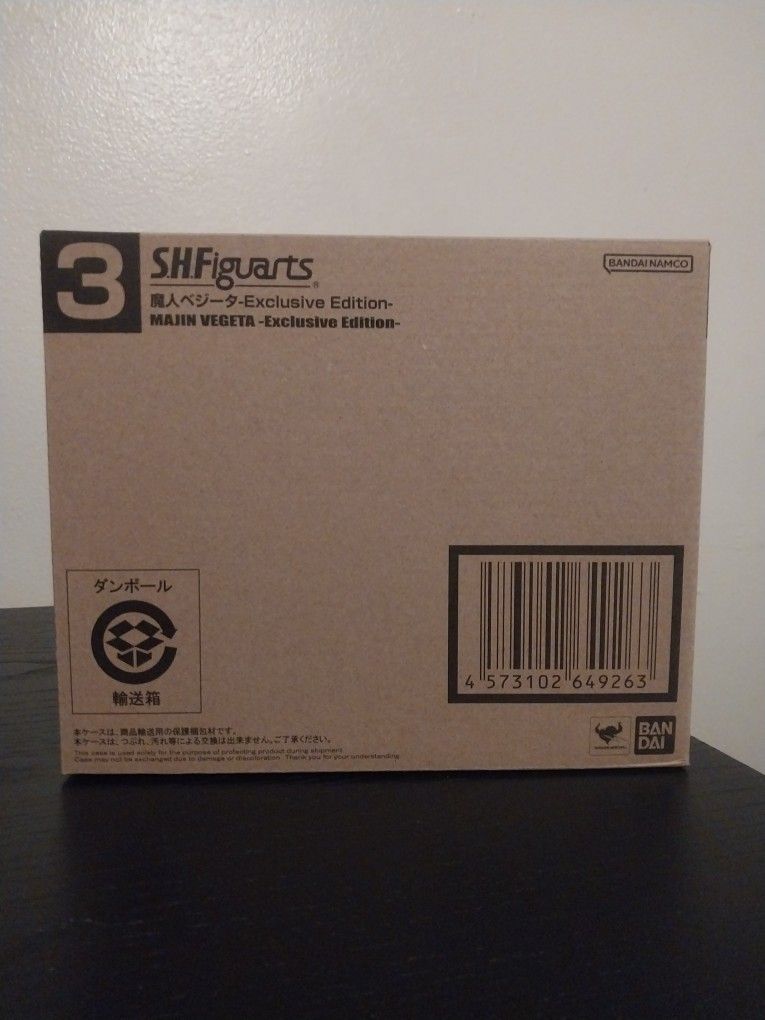 3
S.H.Figuarts®
BANDAI NAMCO
魔人ベジータ-Exclusive Edition-
MAJIN VEGETA -Exclusive Edition-
ダンボール
輸送箱
4 573102 649263
本ケースは、商品輸送用の保護梱包材です。
本ケースは、つぶれ、汚れ等による交換は出来ません。ご了承ください。
This case is used solely for the purpose of protecting product during shipment.
Case may not be exchanged due to damage or discoloration. Thank you for your understanding.
BAN
DAI